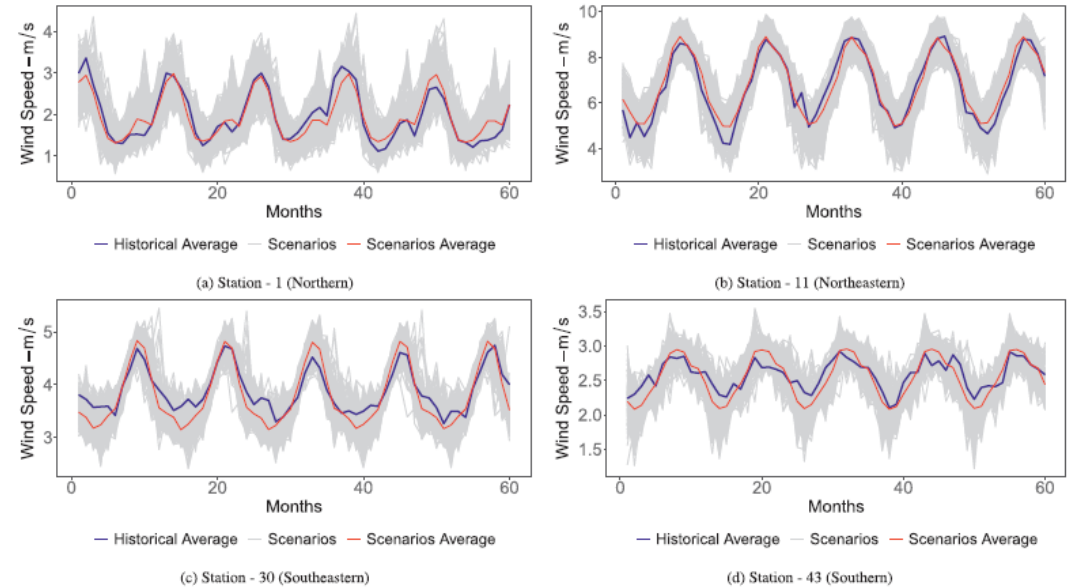 Wind Speed –m/s
4
3
2
1
0
20
40
60
Months
Historical Average
Scenarios
Scenarios Average
(a) Station - 1 (Northern)
Wind Speed –m/s
10
8
6
4
0
20
40
60
Months
Historical Average
Scenarios
Scenarios Average
(b) Station - 11 (Northeastern)
Wind Speed –m/s
5
4
3
0
20
40
60
Months
Historical Average
Scenarios
Scenarios Average
(c) Station - 30 (Southeastern)
Wind Speed –m/s
3.5
3.0
2.5
2.0
1.5
0
20
40
60
Months
Historical Average
Scenarios
Scenarios Average
(d) Station - 43 (Southern)